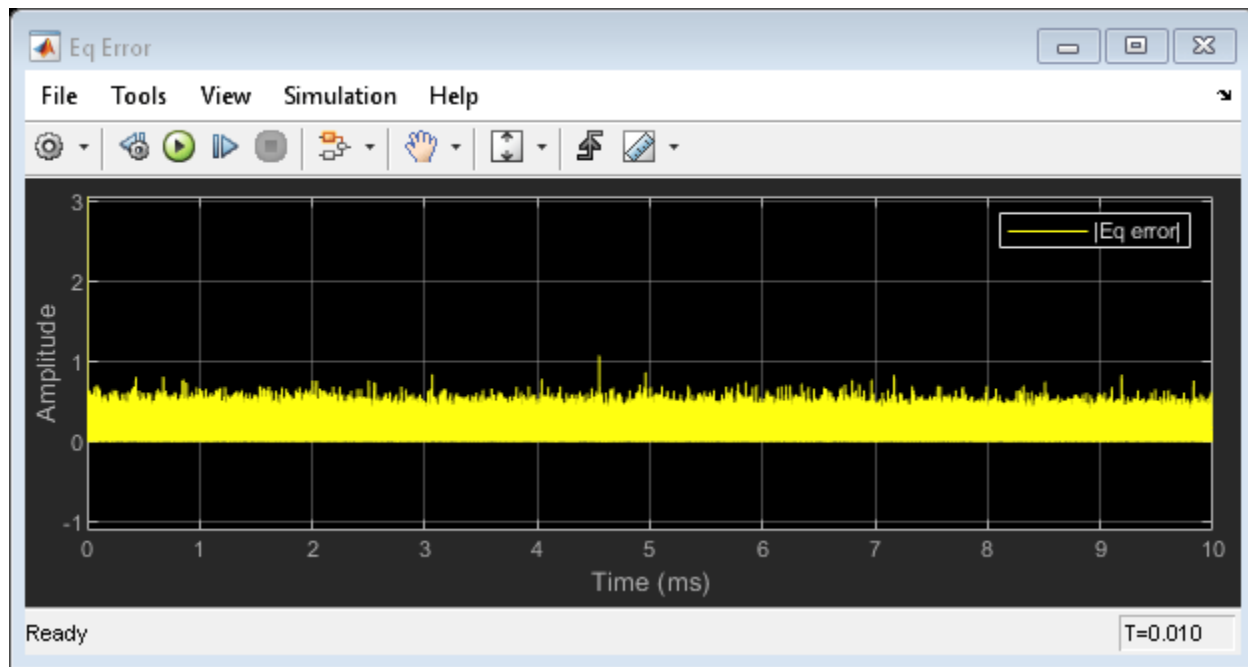 Eq Error
File Tools View Simulation Help
|Eq error|
3
2
1
0
-1
Amplitude
0 1 2 3 4 5 6 7 8 9 10
Time (ms)
Ready T=0.010